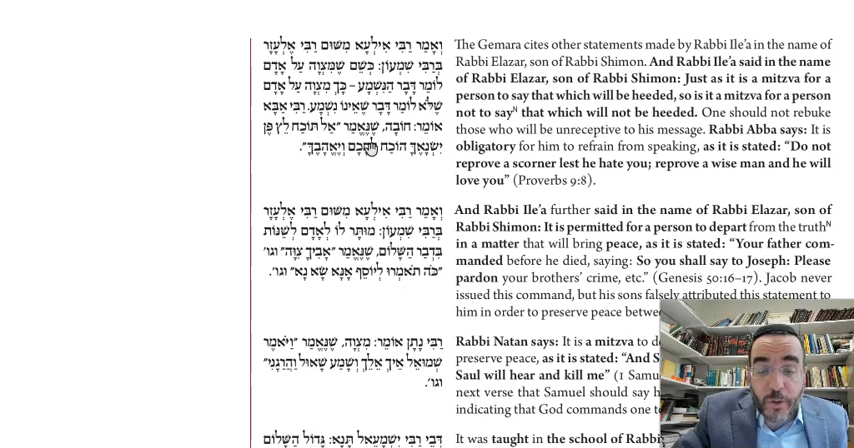 וְאָמַר רַבִּי אִילְעָא מִשּׁוּם רַבִּי אֶלְעָזָר
בְּרַבִּי שִׁמְעוֹן: כְּשֵׁם שֶׁמִּצְוָה עַל אָדָם
לוֹמַר דָּבָר הַנִּשְׁמָע – כָּךְ מִצְוָה עַל אָדָם
שֶׁלֹּא לוֹמַר דָּבָר שֶׁאֵינוֹ נִשְׁמָע. רַבִּי אַבָּא
אוֹמֵר: חוֹבָה, שֶׁנֶּאֱמַר ״אַל תּוֹכַח לֵץ פֶּן
יִשְׂנָאֶךָּ הוֹכַח לְחָכָם וְיֶאֱהָבֶךָּ״.
וְאָמַר רַבִּי אִילְעָא מִשּׁוּם רַבִּי אֶלְעָזָר
בְּרַבִּי שִׁמְעוֹן: מוּתָּר לוֹ לְאָדָם לְשַׁנּוֹת
בִּדְבַר הַשָּׁלוֹם, שֶׁנֶּאֱמַר ״אָבִיךָ צִוָּה״ וגו׳
״כֹּה תֹאמְרוּ לְיוֹסֵף אָנָּא שָׂא נָא״ וגו׳.
רַבִּי נָתָן אוֹמֵר: מִצְוָה, שֶׁנֶּאֱמַר ״וַיֹּאמֶר
שְׁמוּאֵל אֵיךְ אֵלֵךְ וְשָׁמַע שָׁאוּל וַהֲרָגָנִי״
וגו׳.
דְּבֵי רַבִּי יִשְׁמָעֵאל תָּנָא: גָּדוֹל הַשָּׁלוֹם
The Gemara cites other statements made by Rabbi Ile'a in the name of
Rabbi Elazar, son of Rabbi Shimon. And Rabbi Ile'a said in the name
of Rabbi Elazar, son of Rabbi Shimon: Just as it is a mitzva for a
person to say that which will be heeded, so is it a mitzva for a person
not to sayᴺ that which will not be heeded. One should not rebuke
those who will be unreceptive to his message. Rabbi Abba says: It is
obligatory for him to refrain from speaking, as it is stated: "Do not
reprove a scorner lest he hate you; reprove a wise man and he will
love you" (Proverbs 9:8).
And Rabbi Ile'a further said in the name of Rabbi Elazar, son of
Rabbi Shimon: It is permitted for a person to depart from the truthᴺ
in a matter that will bring peace, as it is stated: "Your father com-
manded before he died, saying: So you shall say to Joseph: Please
pardon your brothers' crime, etc." (Genesis 50:16–17). Jacob never
issued this command, but his sons falsely attributed this statement to
him in order to preserve peace
Rabbi Natan says: It is a mitzva to
preserve peace, as it is stated: "And
Saul will hear and kill me" (1
next verse that Samuel should say
indicating that God commands one
It was taught in the school of Rabbi